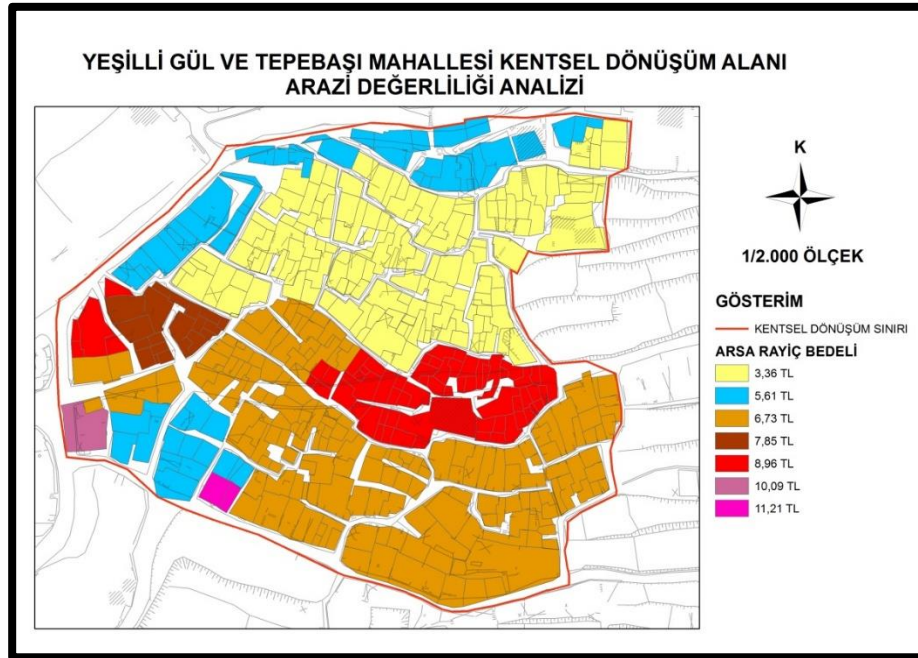 YEŞİLLİ GÜL VE TEPEBAŞI MAHALLESİ KENTSEL DÖNÜŞÜM ALANI
ARAZİ DEĞERLİLİĞİ ANALİZİ
K
1/2.000 ÖLÇEK
GÖSTERİM
KENTSEL DÖNÜŞÜM SINIRI
ARSA RAYİÇ BEDELİ
3,36 TL
5,61 TL
6,73 TL
7,85 TL
8,96 TL
10,09 TL
11,21 TL